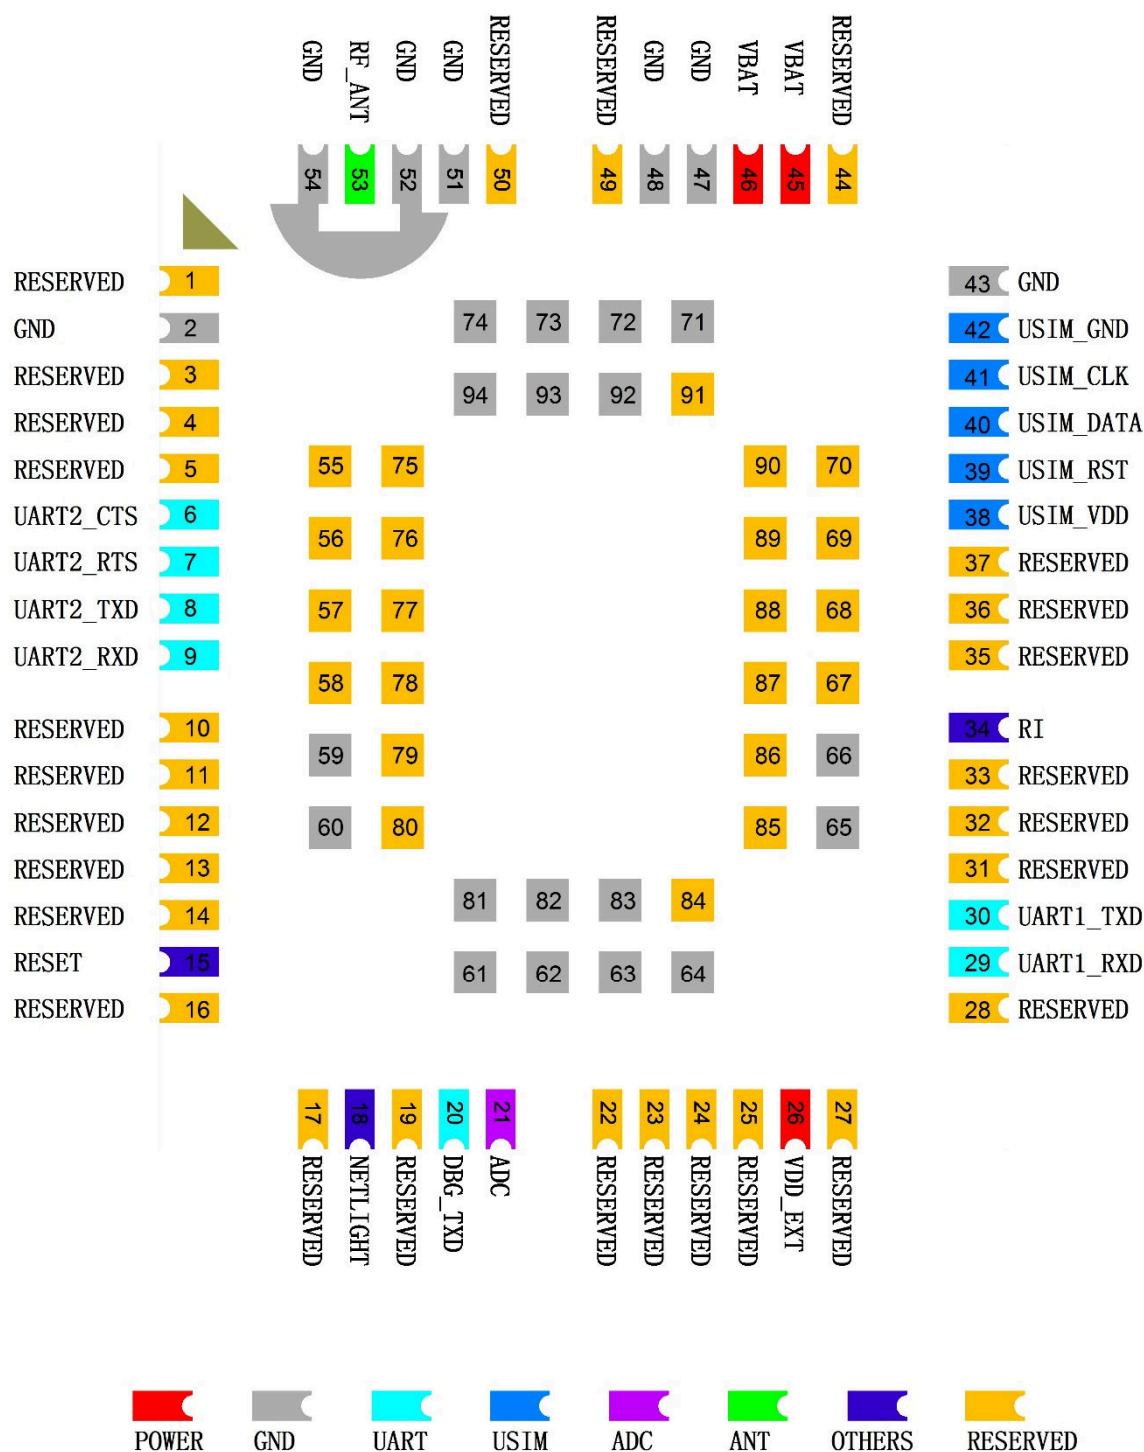 GND
RF_ANT
GND
GND
RESERVED
RESERVED
GND
GND
VBAT
VBAT
RESERVED
54 53 52 51 50 49 48 47 46 45 44
RESERVED 1
GND 2
RESERVED 3
RESERVED 4
RESERVED 5
UART2_CTS 6
UART2_RTS 7
UART2_TXD 8
UART2_RXD 9
RESERVED 10
RESERVED 11
RESERVED 12
RESERVED 13
RESERVED 14
RESET 15
RESERVED 16
74 73 72 71
94 93 92 91
55 75
56 76
57 77
58 78
59 79
60 80
90 70
89 69
88 68
87 67
86 66
85 65
81 82 83 84
61 62 63 64
43 GND
42 USIM_GND
41 USIM_CLK
40 USIM_DATA
39 USIM_RST
38 USIM_VDD
37 RESERVED
36 RESERVED
35 RESERVED
34 RI
33 RESERVED
32 RESERVED
31 RESERVED
30 UART1_TXD
29 UART1_RXD
28 RESERVED
17 18 19 20 21 22 23 24 25 26 27
RESERVED
NETLIGHT
RESERVED
DBG_TXD
ADC
RESERVED
RESERVED
RESERVED
RESERVED
VDD_EXT
RESERVED
POWER GND UART USIM ADC ANT OTHERS RESERVED